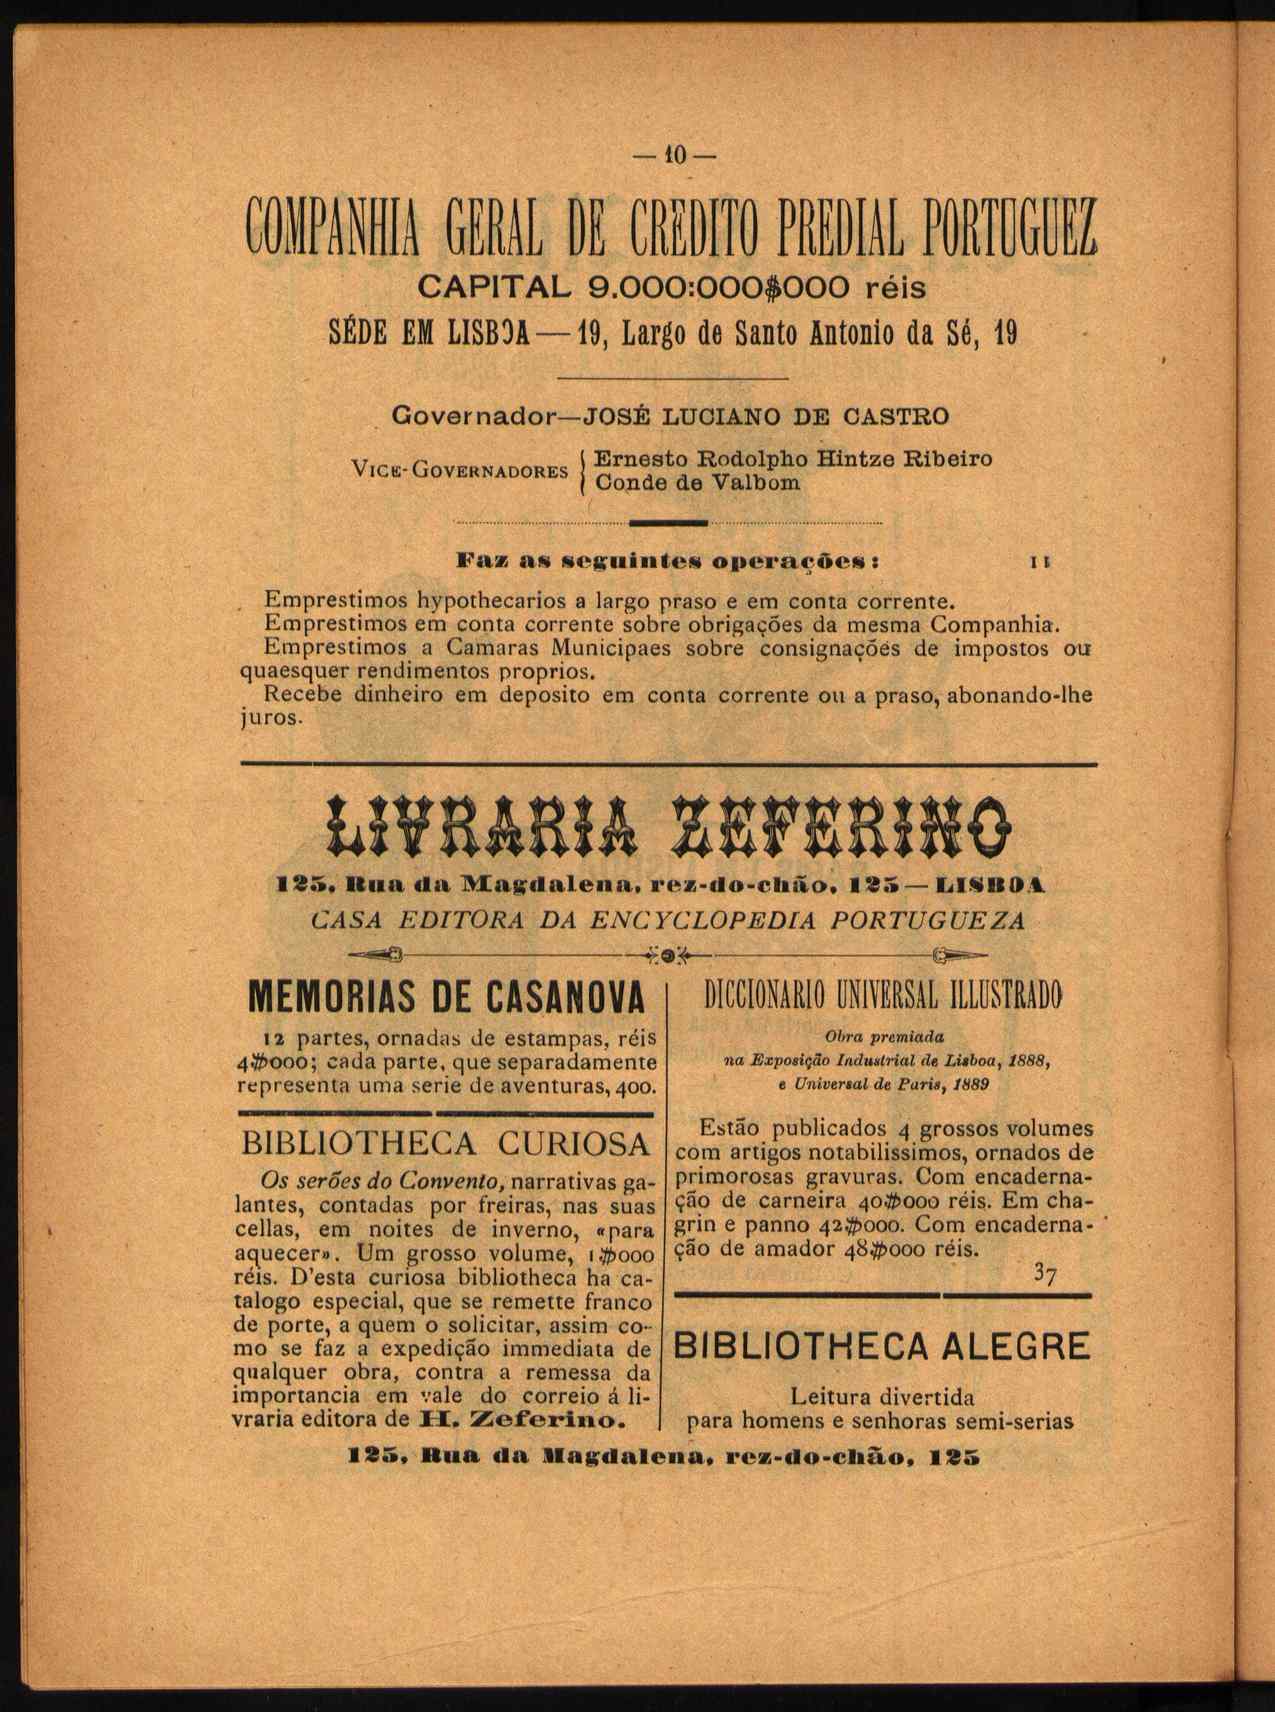 — 10 —
COMPANHIA GERAL DE CREDITO PREDIAL PORTUGUEZ
CAPITAL 9.000:000$000 réis
SÉDE EM LISBOA — 19, Largo de Santo Antonio da Sé, 19
Governador—JOSÉ LUCIANO DE CASTRO
VICE-GOVERNADORES { Ernesto Rodolpho Hintze Ribeiro
Conde de Valbom
Faz as seguintes operações: 11
Emprestimos hypothecarios a largo praso e em conta corrente.
Emprestimos em conta corrente sobre obrigações da mesma Companhia.
Emprestimos a Camaras Municipaes sobre consignações de impostos ou
quaesquer rendimentos proprios.
Recebe dinheiro em deposito em conta corrente ou a praso, abonando-lhe
juros.
LIVRARIA ZEFERINO
125, Rua da Magdalena, rez-do-chão, 125 — LISBOA
CASA EDITORA DA ENCYCLOPEDIA PORTUGUEZA
MEMORIAS DE CASANOVA
12 partes, ornadas de estampas, réis
4$000; cada parte, que separadamente
representa uma serie de aventuras, 400.
BIBLIOTHECA CURIOSA
Os serões do Convento, narrativas ga-
lantes, contadas por freiras, nas suas
cellas, em noites de inverno, «para
aquecer». Um grosso volume, 1$000
réis. D'esta curiosa bibliotheca ha ca-
talogo especial, que se remette franco
de porte, a quem o solicitar, assim co-
mo se faz a expedição immediata de
qualquer obra, contra a remessa da
importancia em vale do correio á li-
vraria editora de H. Zeferino.
DICCIONARIO UNIVERSAL ILLUSTRADO
Obra premiada
na Exposição Industrial de Lisboa, 1888,
e Universal de Paris, 1889
Estão publicados 4 grossos volumes
com artigos notabilissimos, ornados de
primorosas gravuras. Com encaderna-
ção de carneira 40$000 réis. Em cha-
grin e panno 42$000. Com encaderna-
ção de amador 48$000 réis.
37
BIBLIOTHECA ALEGRE
Leitura divertida
para homens e senhoras semi-serias
125, Rua da Magdalena, rez-do-chão, 125